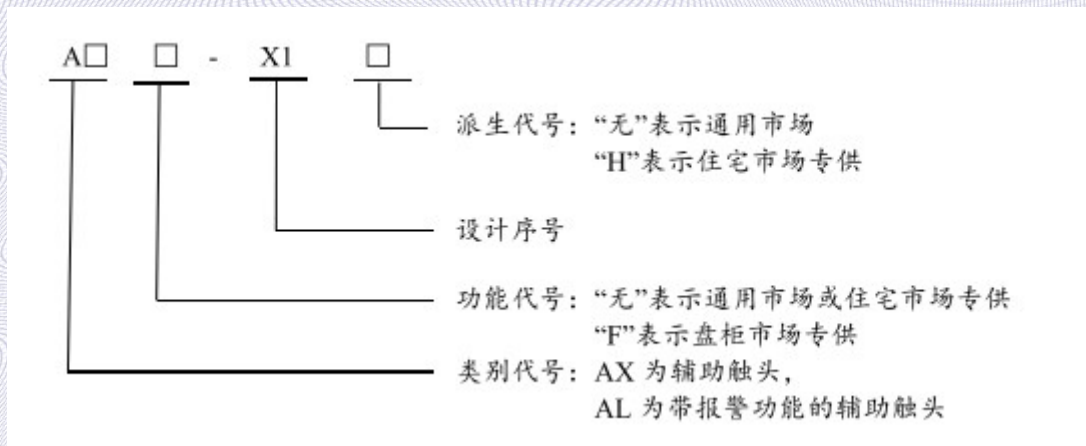 A□ □ - X1 □
派生代号：“无”表示通用市场
“H”表示住宅市场专供
设计序号
功能代号：“无”表示通用市场或住宅市场专供
“F”表示盘柜市场专供
类别代号：AX 为辅助触头，
AL 为带报警功能的辅助触头